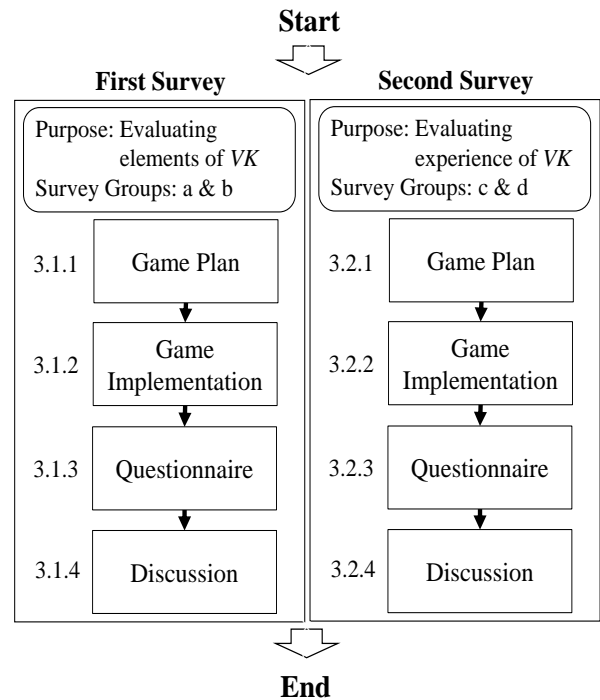 Start
First Survey
Purpose: Evaluating
elements of VK
Survey Groups: a & b
3.1.1
Game Plan
3.1.2
Game
Implementation
3.1.3
Questionnaire
3.1.4
Discussion
Second Survey
Purpose: Evaluating
experience of VK
Survey Groups: c & d
3.2.1
Game Plan
3.2.2
Game
Implementation
3.2.3
Questionnaire
3.2.4
Discussion
End